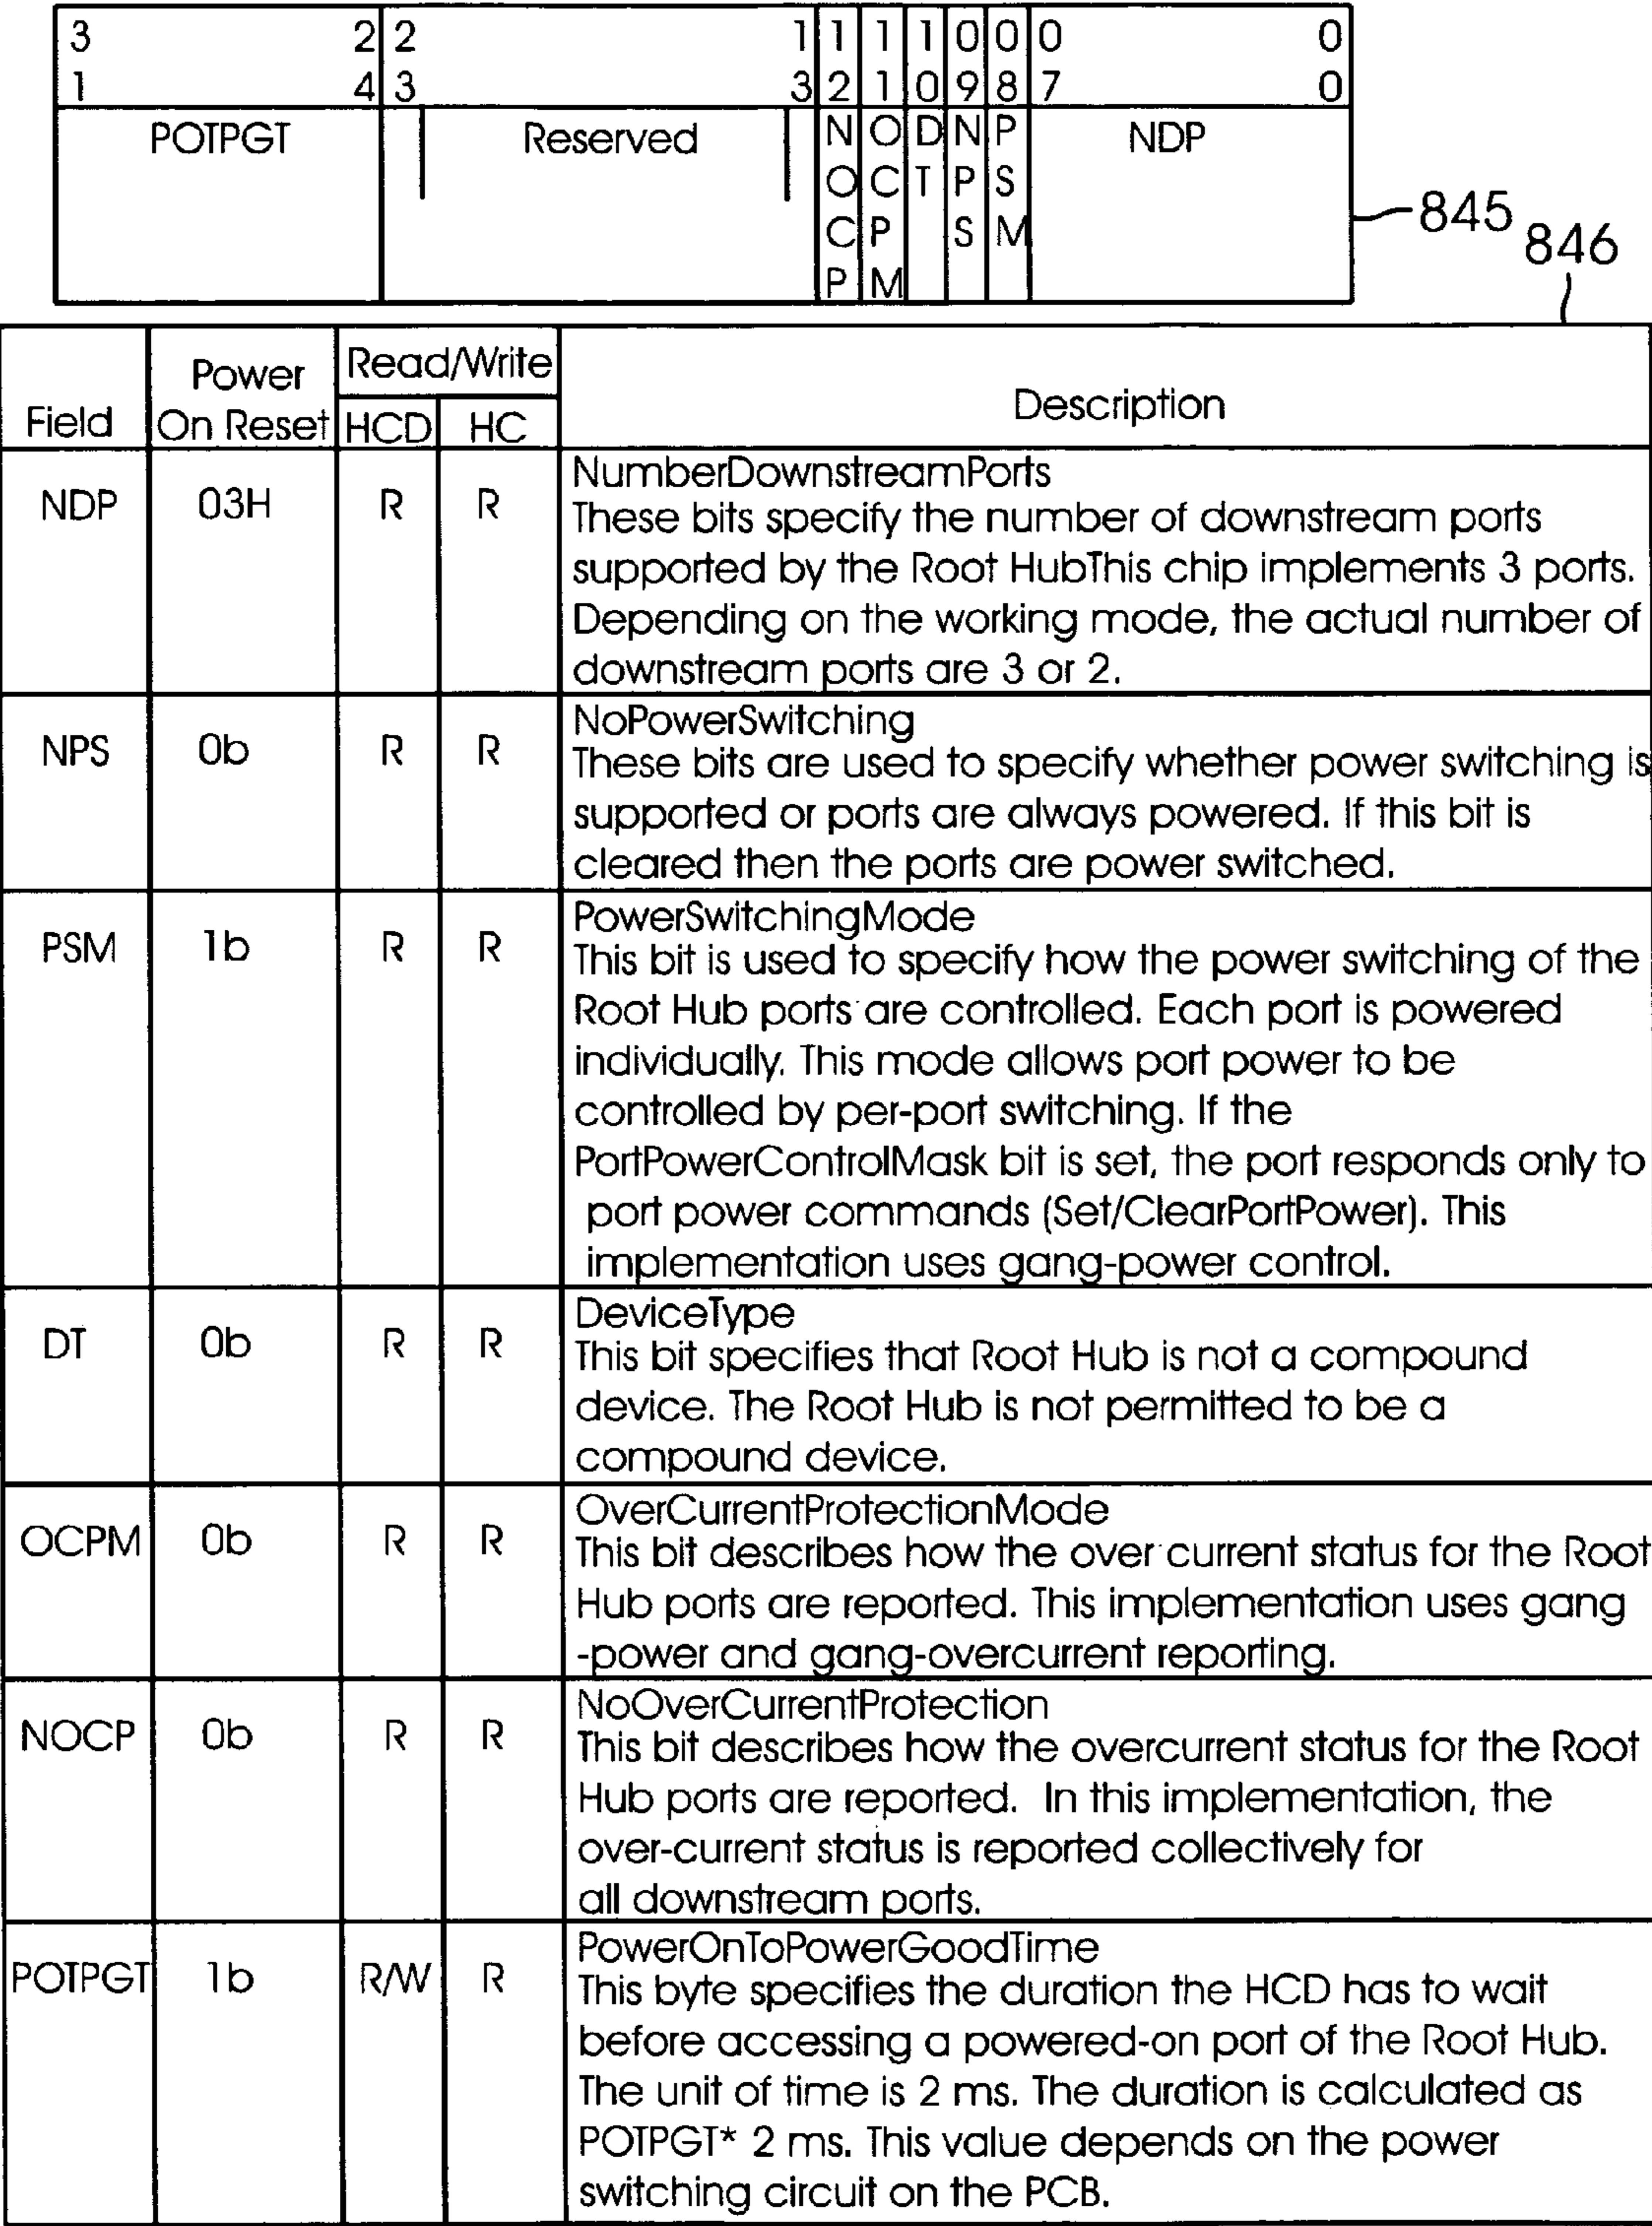 3 2 2 1 1 1 1 0 0 0 0
1 4 3 3 2 1 0 9 8 7 0
POTPGT Reserved N O D N P NDP
O C T P S
C P S M
P M
845
846
Field Power On Reset Read/Write HCD HC Description
NumberDownstreamPorts
NDP 03H R R These bits specify the number of downstream ports
supported by the Root HubThis chip implements 3 ports.
Depending on the working mode, the actual number of
downstream ports are 3 or 2.
NoPowerSwitching
NPS 0b R R These bits are used to specify whether power switching is
supported or ports are always powered. If this bit is
cleared then the ports are power switched.
PowerSwitchingMode
PSM 1b R R This bit is used to specify how the power switching of the
Root Hub ports are controlled. Each port is powered
individually. This mode allows port power to be
controlled by per-port switching. If the
PortPowerControlMask bit is set, the port responds only to
port power commands (Set/ClearPortPower). This
implementation uses gang-power control.
DeviceType
DT 0b R R This bit specifies that Root Hub is not a compound
device. The Root Hub is not permitted to be a
compound device.
OverCurrentProtectionMode
OCPM 0b R R This bit describes how the over current status for the Root
Hub ports are reported. This implementation uses gang
-power and gang-overcurrent reporting.
NoOverCurrentProtection
NOCP 0b R R This bit describes how the overcurrent status for the Root
Hub ports are reported. In this implementation, the
over-current status is reported collectively for
all downstream ports.
PowerOnToPowerGoodTime
POTPGT 1b R/W R This byte specifies the duration the HCD has to wait
before accessing a powered-on port of the Root Hub.
The unit of time is 2 ms. The duration is calculated as
POTPGT* 2 ms. This value depends on the power
switching circuit on the PCB.